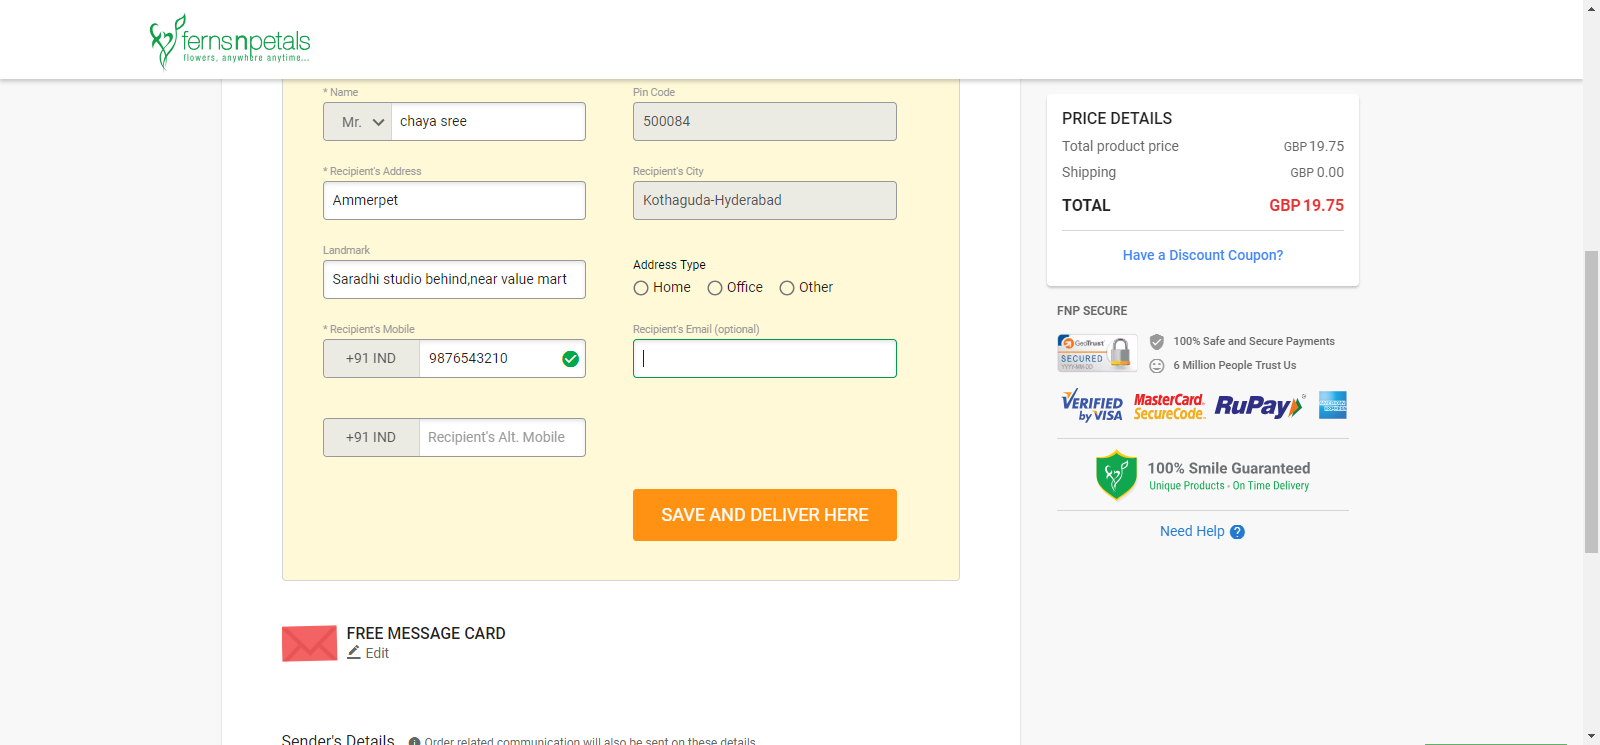 fernsnpetals
flowers, anywhere anytime...
* Name
Pin Code
Mr.
chaya sree
500084
* Recipient's Address
Recipient's City
Ammerpet
Kothaguda-Hyderabad
Landmark
Saradhi studio behind,near value mart
Address Type
Home
Office
Other
* Recipient's Mobile
Recipient's Email (optional)
+91 IND
9876543210
+91 IND
Recipient's Alt. Mobile
SAVE AND DELIVER HERE
FREE MESSAGE CARD
Edit
Sender's Details
Order related communication will also be sent on these details
PRICE DETAILS
Total product price GBP 19.75
Shipping GBP 0.00
TOTAL GBP 19.75
Have a Discount Coupon?
FNP SECURE
GeoTrust
SECURED
YYYY-MM-DD
100% Safe and Secure Payments
6 Million People Trust Us
VERIFIED
by VISA
MasterCard.
SecureCode.
RuPay
100% Smile Guaranteed
Unique Products - On Time Delivery
Need Help ?